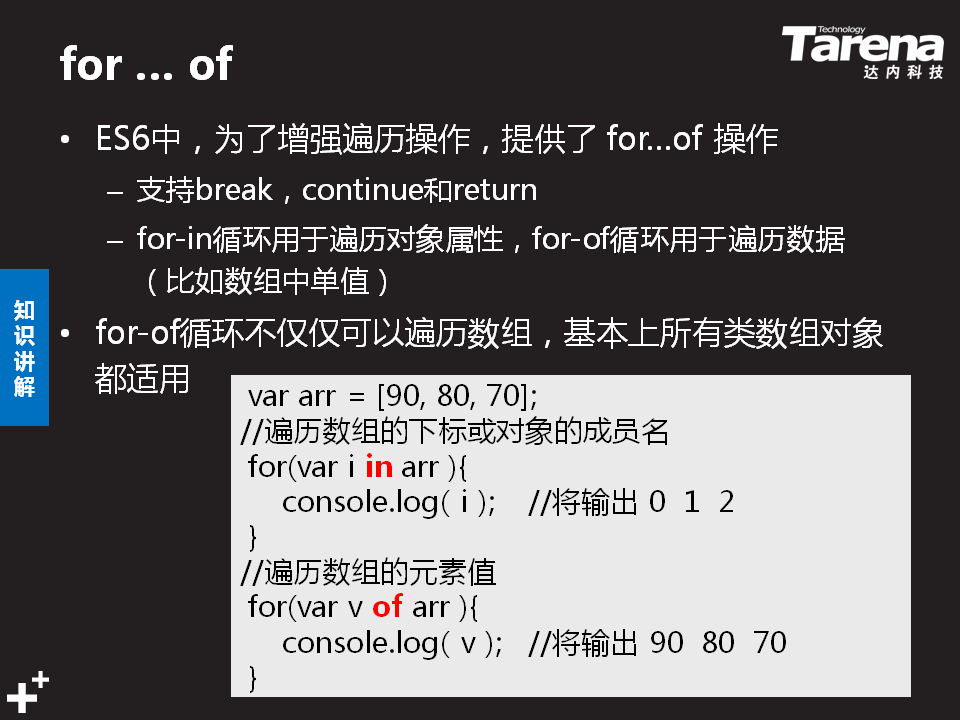 for … of
Technology
Tarena
达内科技
• ES6中，为了增强遍历操作，提供了 for…of 操作
– 支持break，continue和return
– for-in循环用于遍历对象属性，for-of循环用于遍历数据
（比如数组中单值）
• for-of循环不仅仅可以遍历数组，基本上所有类数组对象
都适用
知识讲解
var arr = [90, 80, 70];
//遍历数组的下标或对象的成员名
for(var i in arr ){
console.log( i ); //将输出 0 1 2
}
//遍历数组的元素值
for(var v of arr ){
console.log( v ); //将输出 90 80 70
}